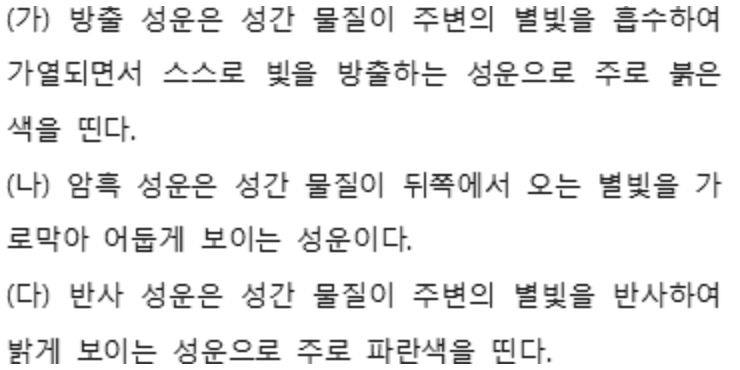 (가) 방출 성운은 성간 물질이 주변의 별빛을 흡수하여
가열되면서 스스로 빛을 방출하는 성운으로 주로 붉은
색을 띤다.
(나) 암흑 성운은 성간 물질이 뒤쪽에서 오는 별빛을 가
로막아 어둡게 보이는 성운이다.
(다) 반사 성운은 성간 물질이 주변의 별빛을 반사하여
밝게 보이는 성운으로 주로 파란색을 띤다.